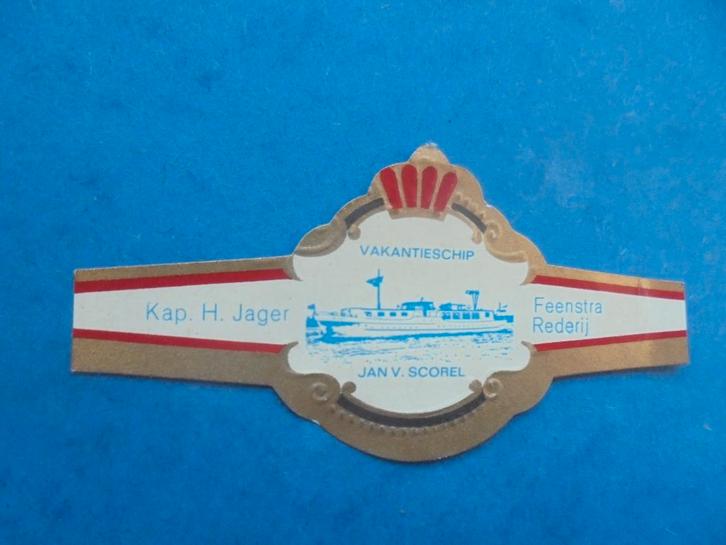 VAKANTIESCHIP
Kap. H. Jager
Feenstra
Rederij
JAN V. SCOREL